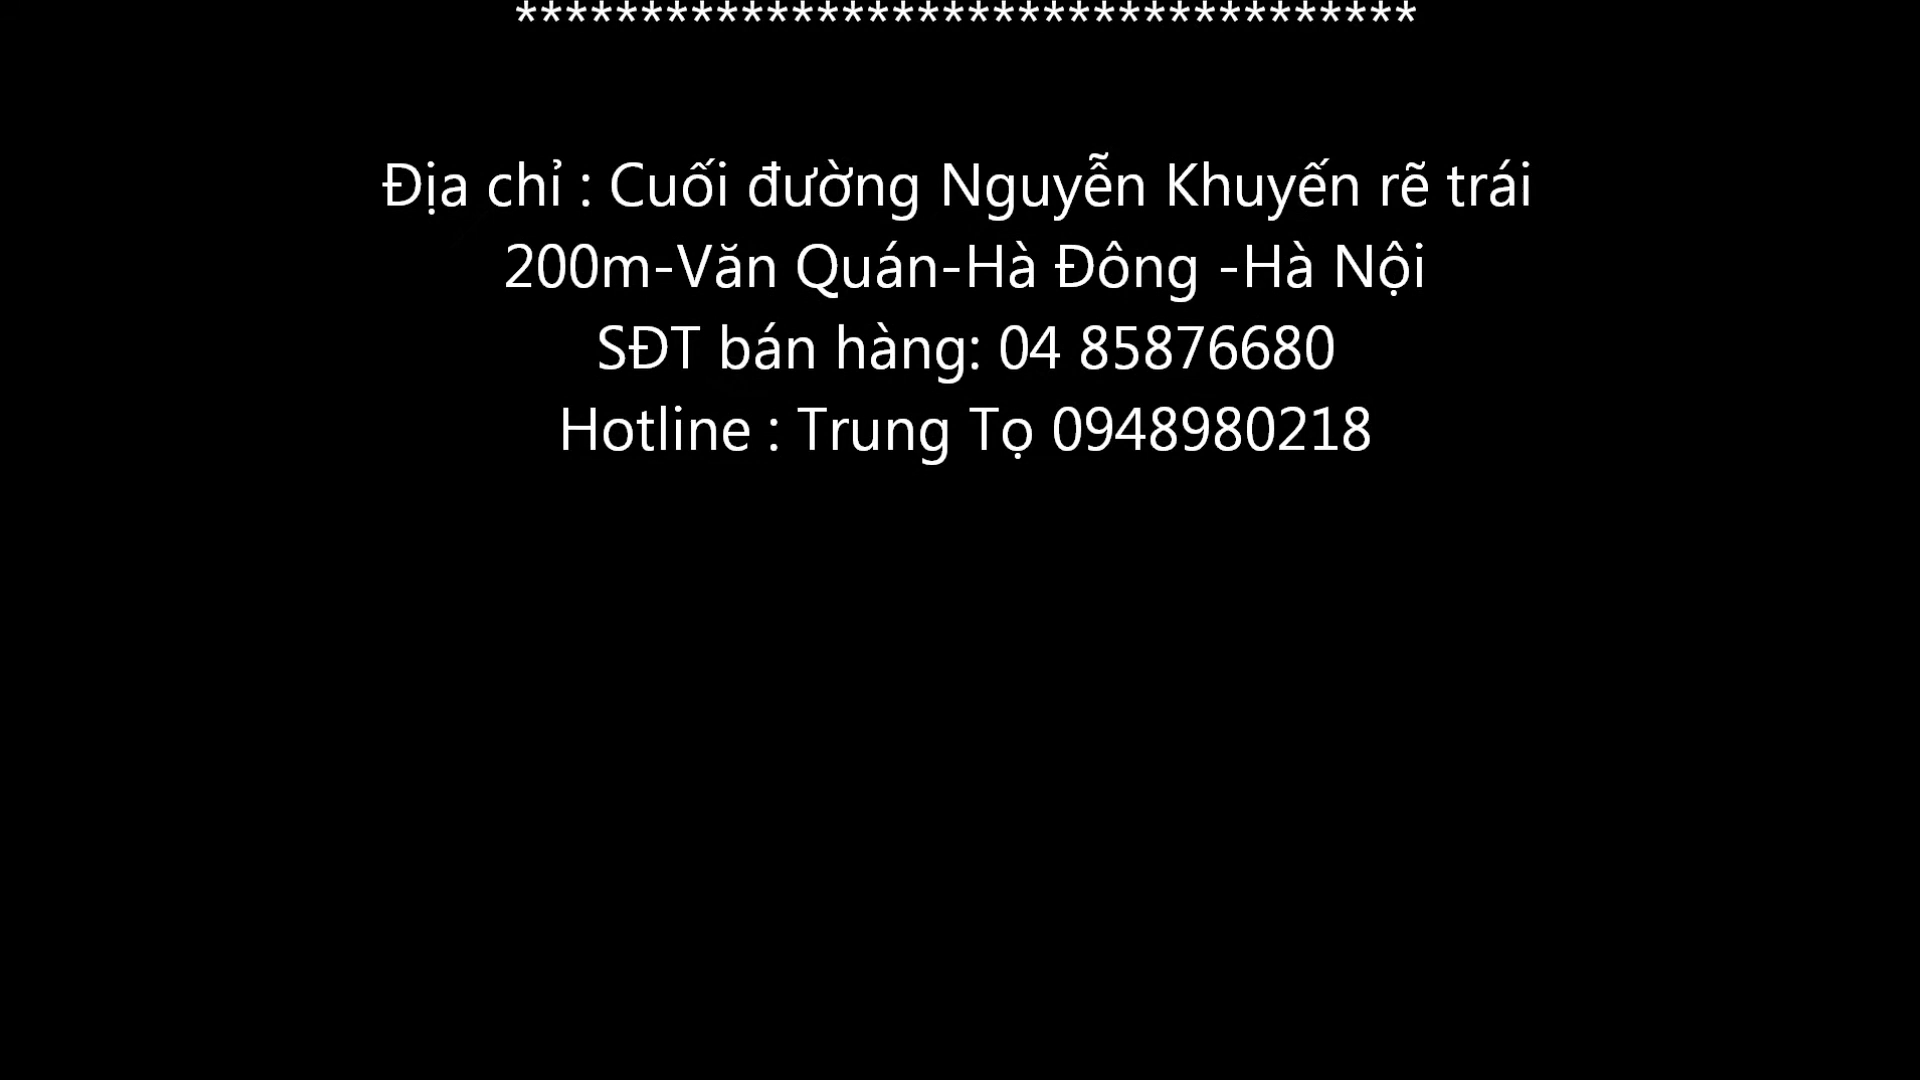 ************************************
Địa chỉ : Cuối đường Nguyễn Khuyến rẽ trái
200m-Văn Quán-Hà Đông -Hà Nội
SĐT bán hàng: 04 85876680
Hotline : Trung Tọ 0948980218